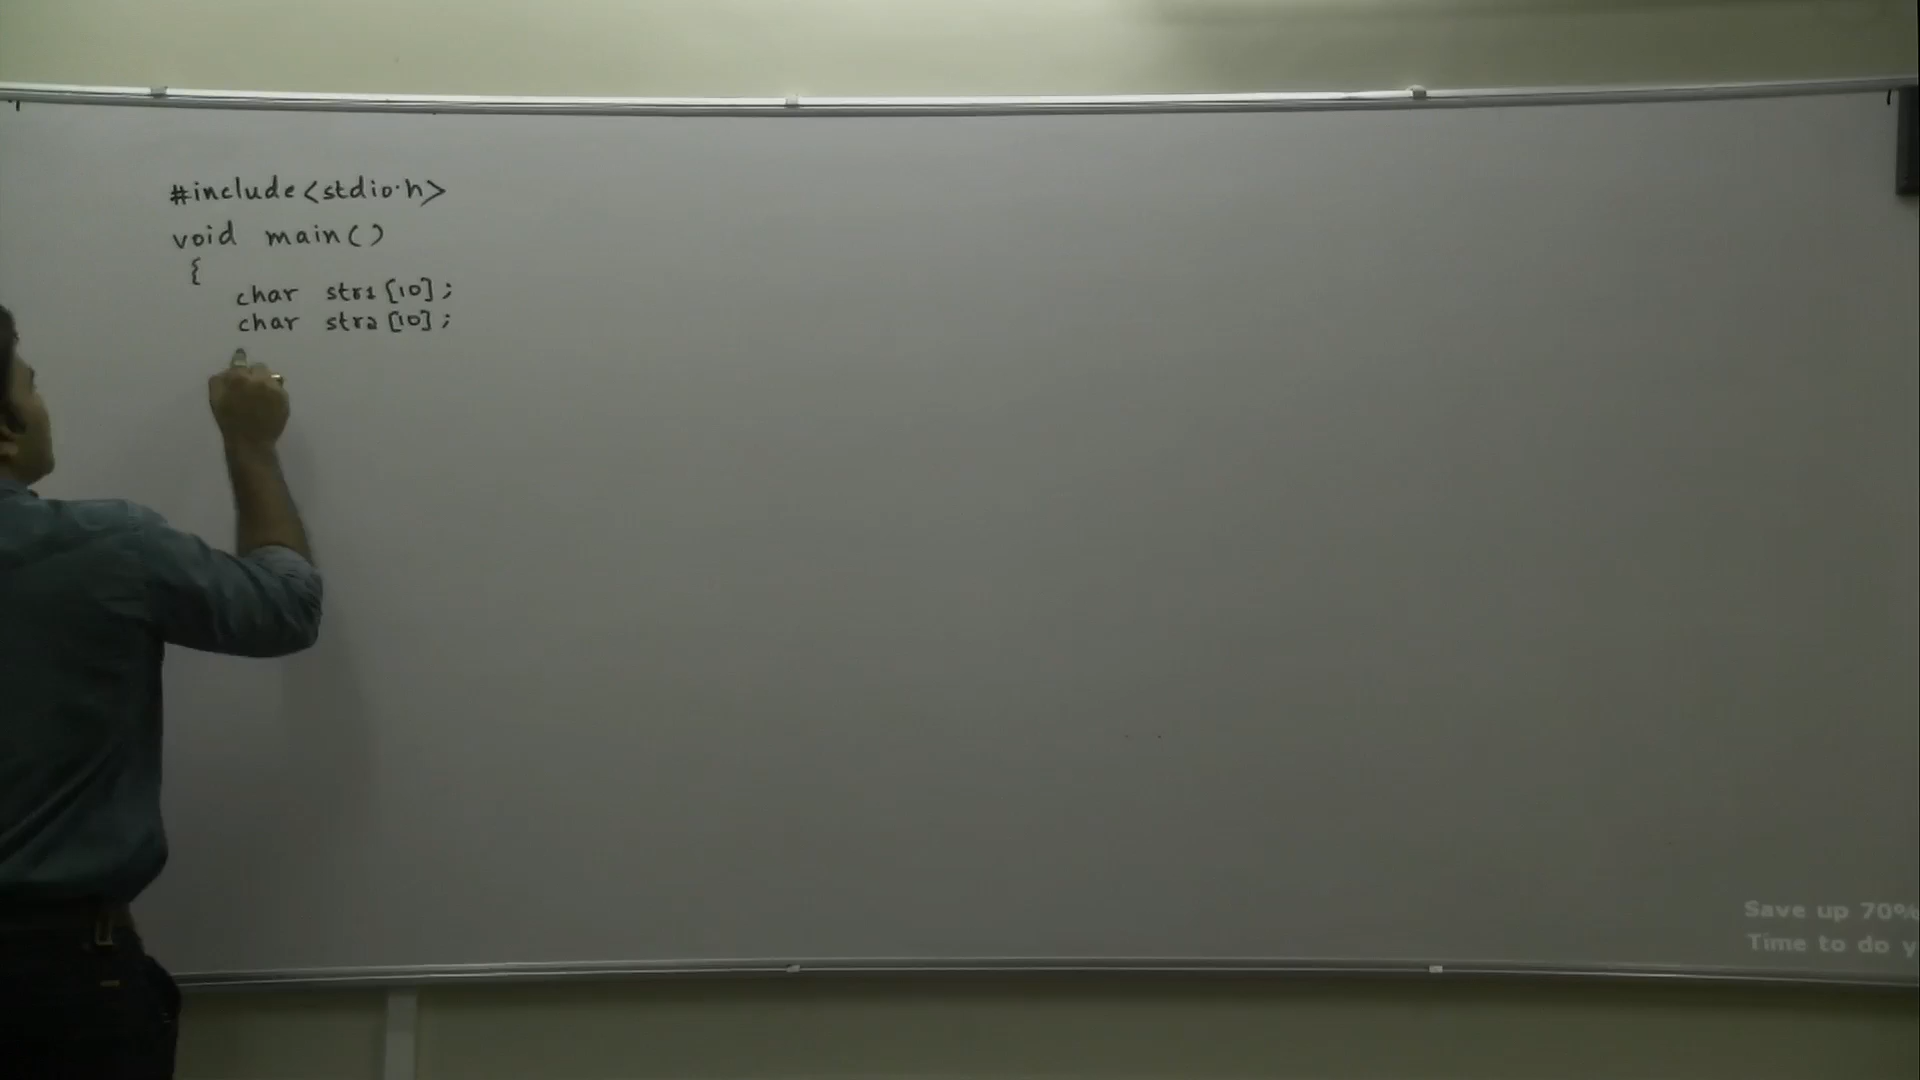 #include<stdio.h>
void main()
{
char str1[10];
char str2[10];
Save up 70%
Time to do y